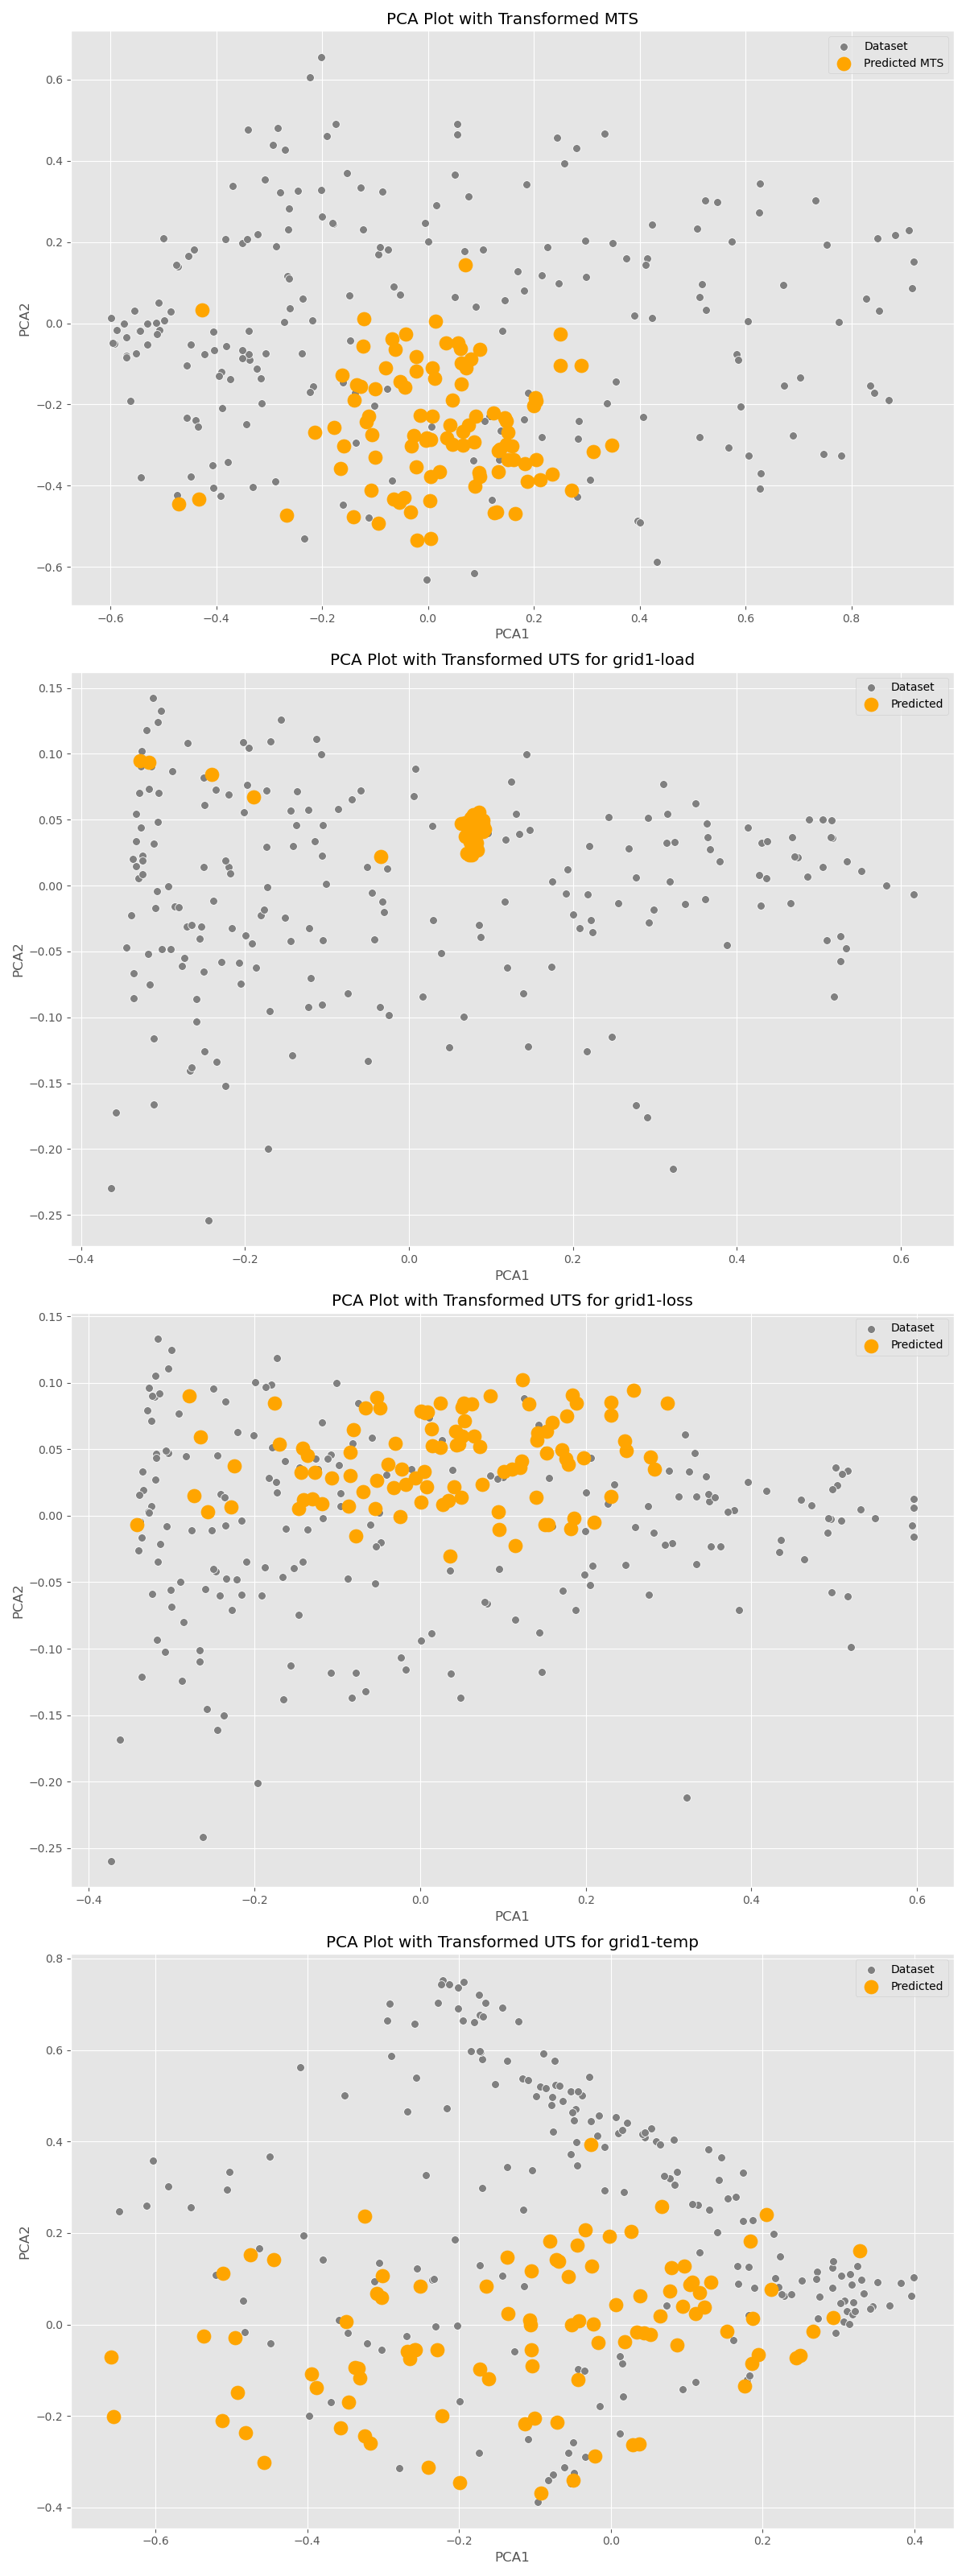 PCA Plot with Transformed MTS
Dataset
Predicted MTS
0.6
0.4
0.2
0.0
−0.2
−0.4
−0.6
PCA2
−0.6 −0.4 −0.2 0.0 0.2 0.4 0.6 0.8
PCA1
PCA Plot with Transformed UTS for grid1-load
Dataset
Predicted
0.15
0.10
0.05
0.00
−0.05
−0.10
−0.15
−0.20
−0.25
PCA2
−0.4 −0.2 0.0 0.2 0.4 0.6
PCA1
PCA Plot with Transformed UTS for grid1-loss
Dataset
Predicted
0.15
0.10
0.05
0.00
−0.05
−0.10
−0.15
−0.20
−0.25
PCA2
−0.4 −0.2 0.0 0.2 0.4 0.6
PCA1
PCA Plot with Transformed UTS for grid1-temp
Dataset
Predicted
0.8
0.6
0.4
0.2
0.0
−0.2
−0.4
PCA2
−0.6 −0.4 −0.2 0.0 0.2 0.4
PCA1